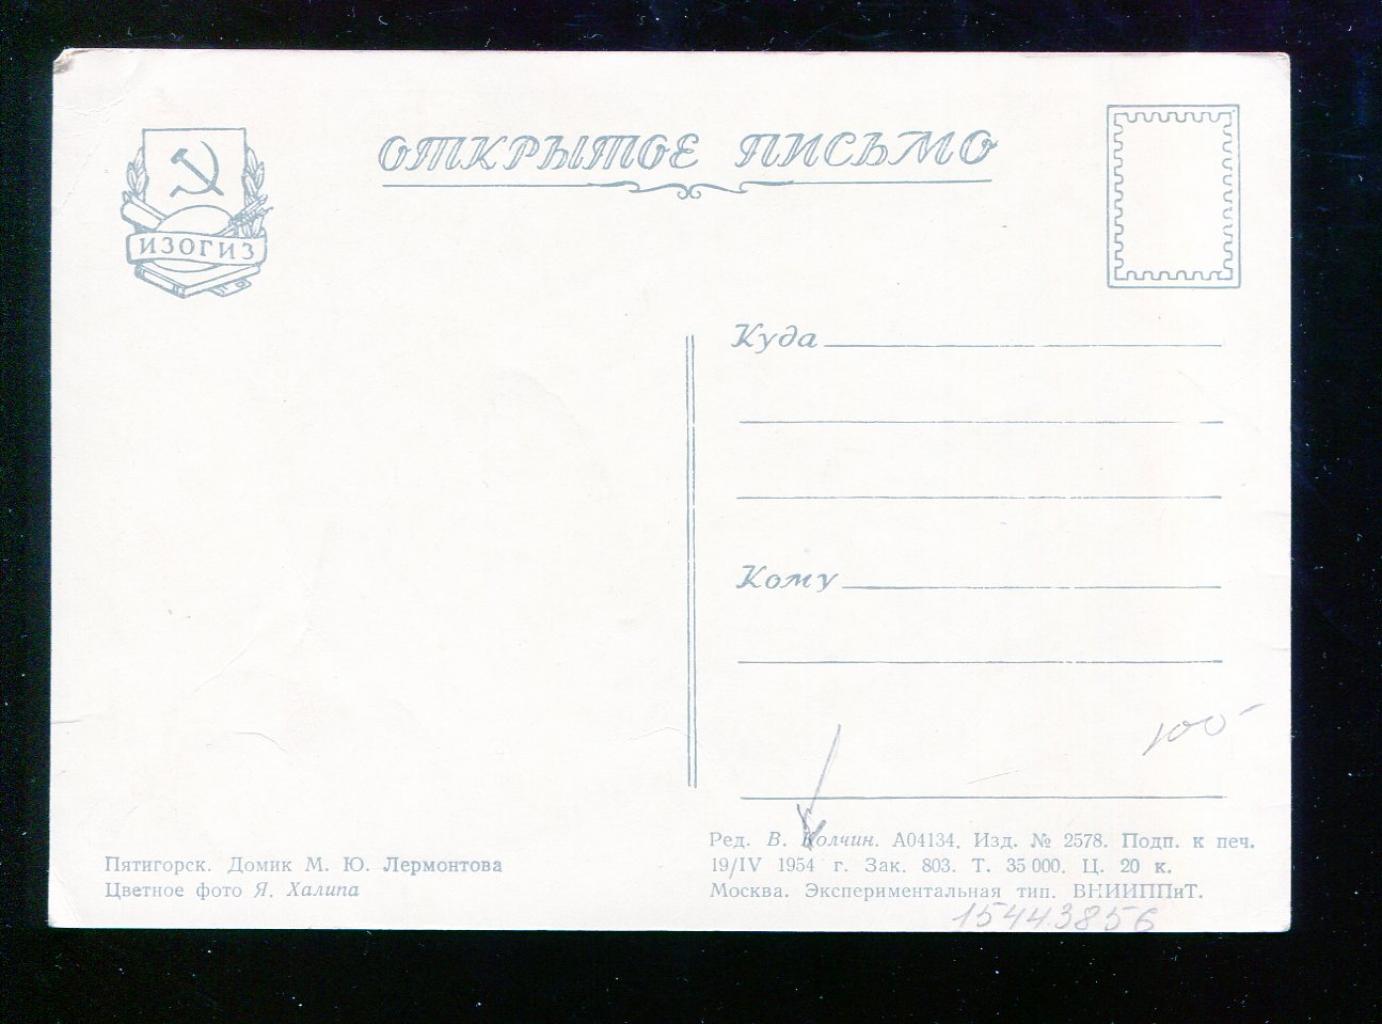 ОТКРЫТОЕ ПИСЬМО
ИЗОГИЗ
Куда
Кому
100-
Пятигорск. Домик М. Ю. Лермонтова
Цветное фото Я. Халипа
Ред. В. Колчин. А04134. Изд. № 2578. Подп. к печ.
19/IV 1954 г. Зак. 803. Т. 35 000. Ц. 20 к.
Москва. Экспериментальная тип. ВНИИППиТ.
15443856